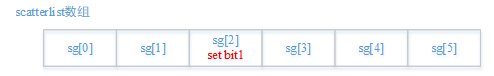 scatterlist数组
sg[0] sg[1] sg[2] sg[3] sg[4] sg[5]
set bit1